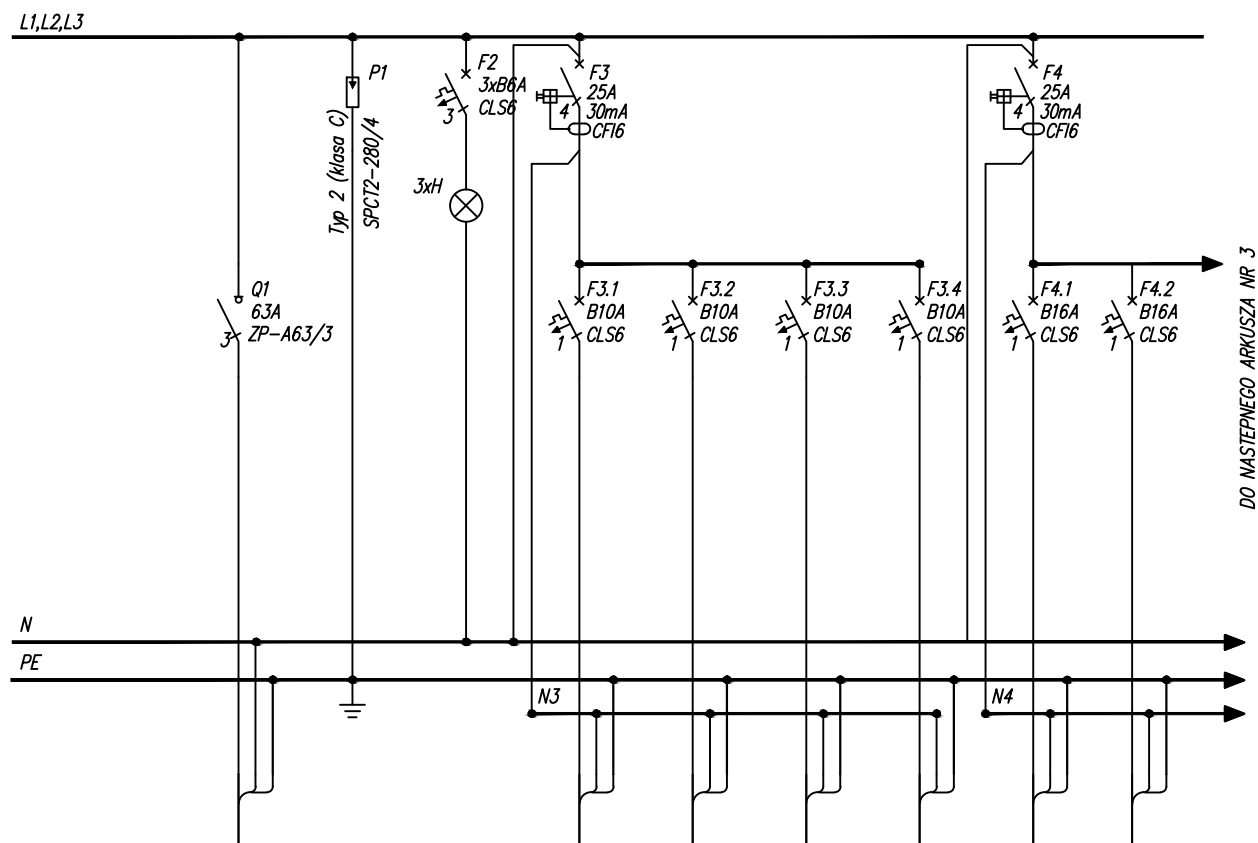 L1,L2,L3
P1
Typ 2 (klasa C)
SPCT2-280/4
F2
3xB6A
CLS6
3
3xH
F3
25A
30mA
4
CFI6
F4
25A
30mA
4
CFI6
Q1
63A
ZP-A63/3
3
F3.1
B10A
CLS6
1
F3.2
B10A
CLS6
1
F3.3
B10A
CLS6
1
F3.4
B10A
CLS6
1
F4.1
B16A
CLS6
1
F4.2
B16A
CLS6
1
DO NASTEPNEGO ARKUSZA NR 3
N
PE
N3
N4